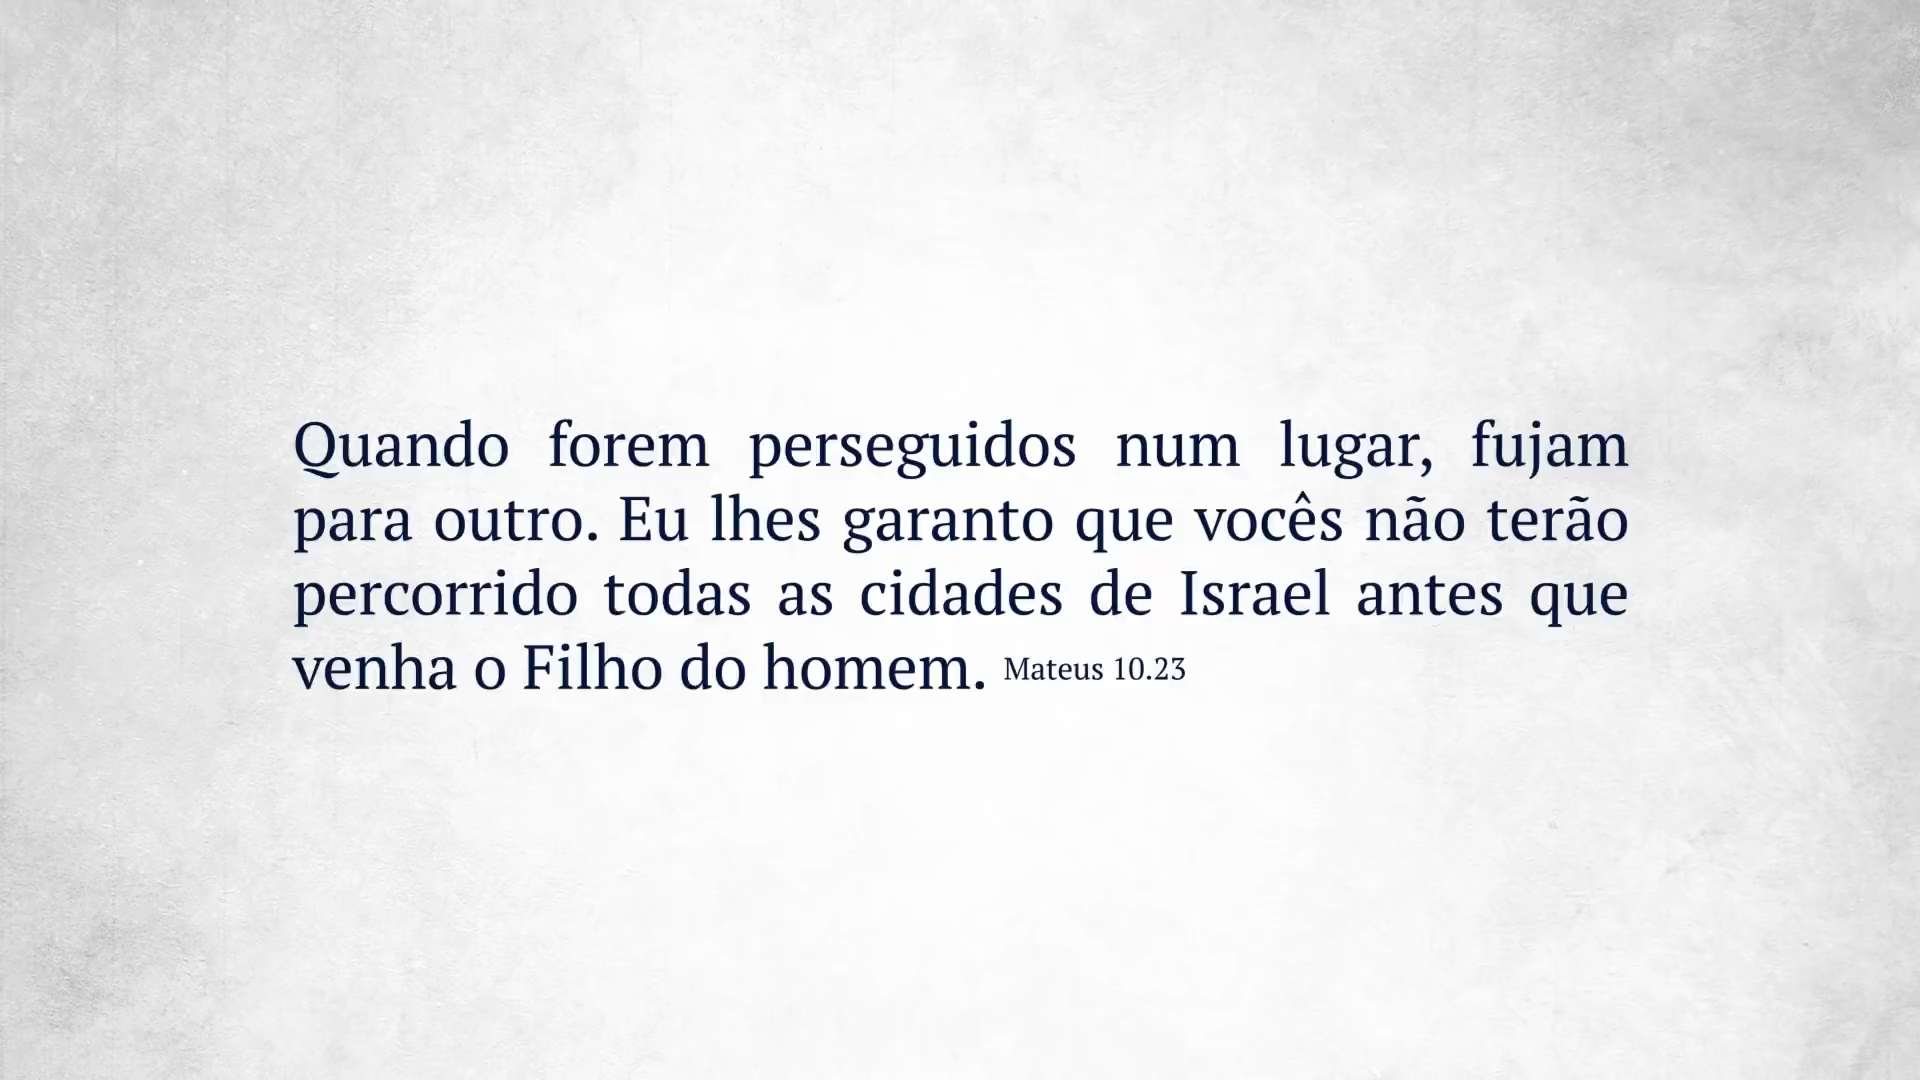 Quando forem perseguidos num lugar, fujam
para outro. Eu lhes garanto que vocês não terão
percorrido todas as cidades de Israel antes que
venha o Filho do homem. Mateus 10.23